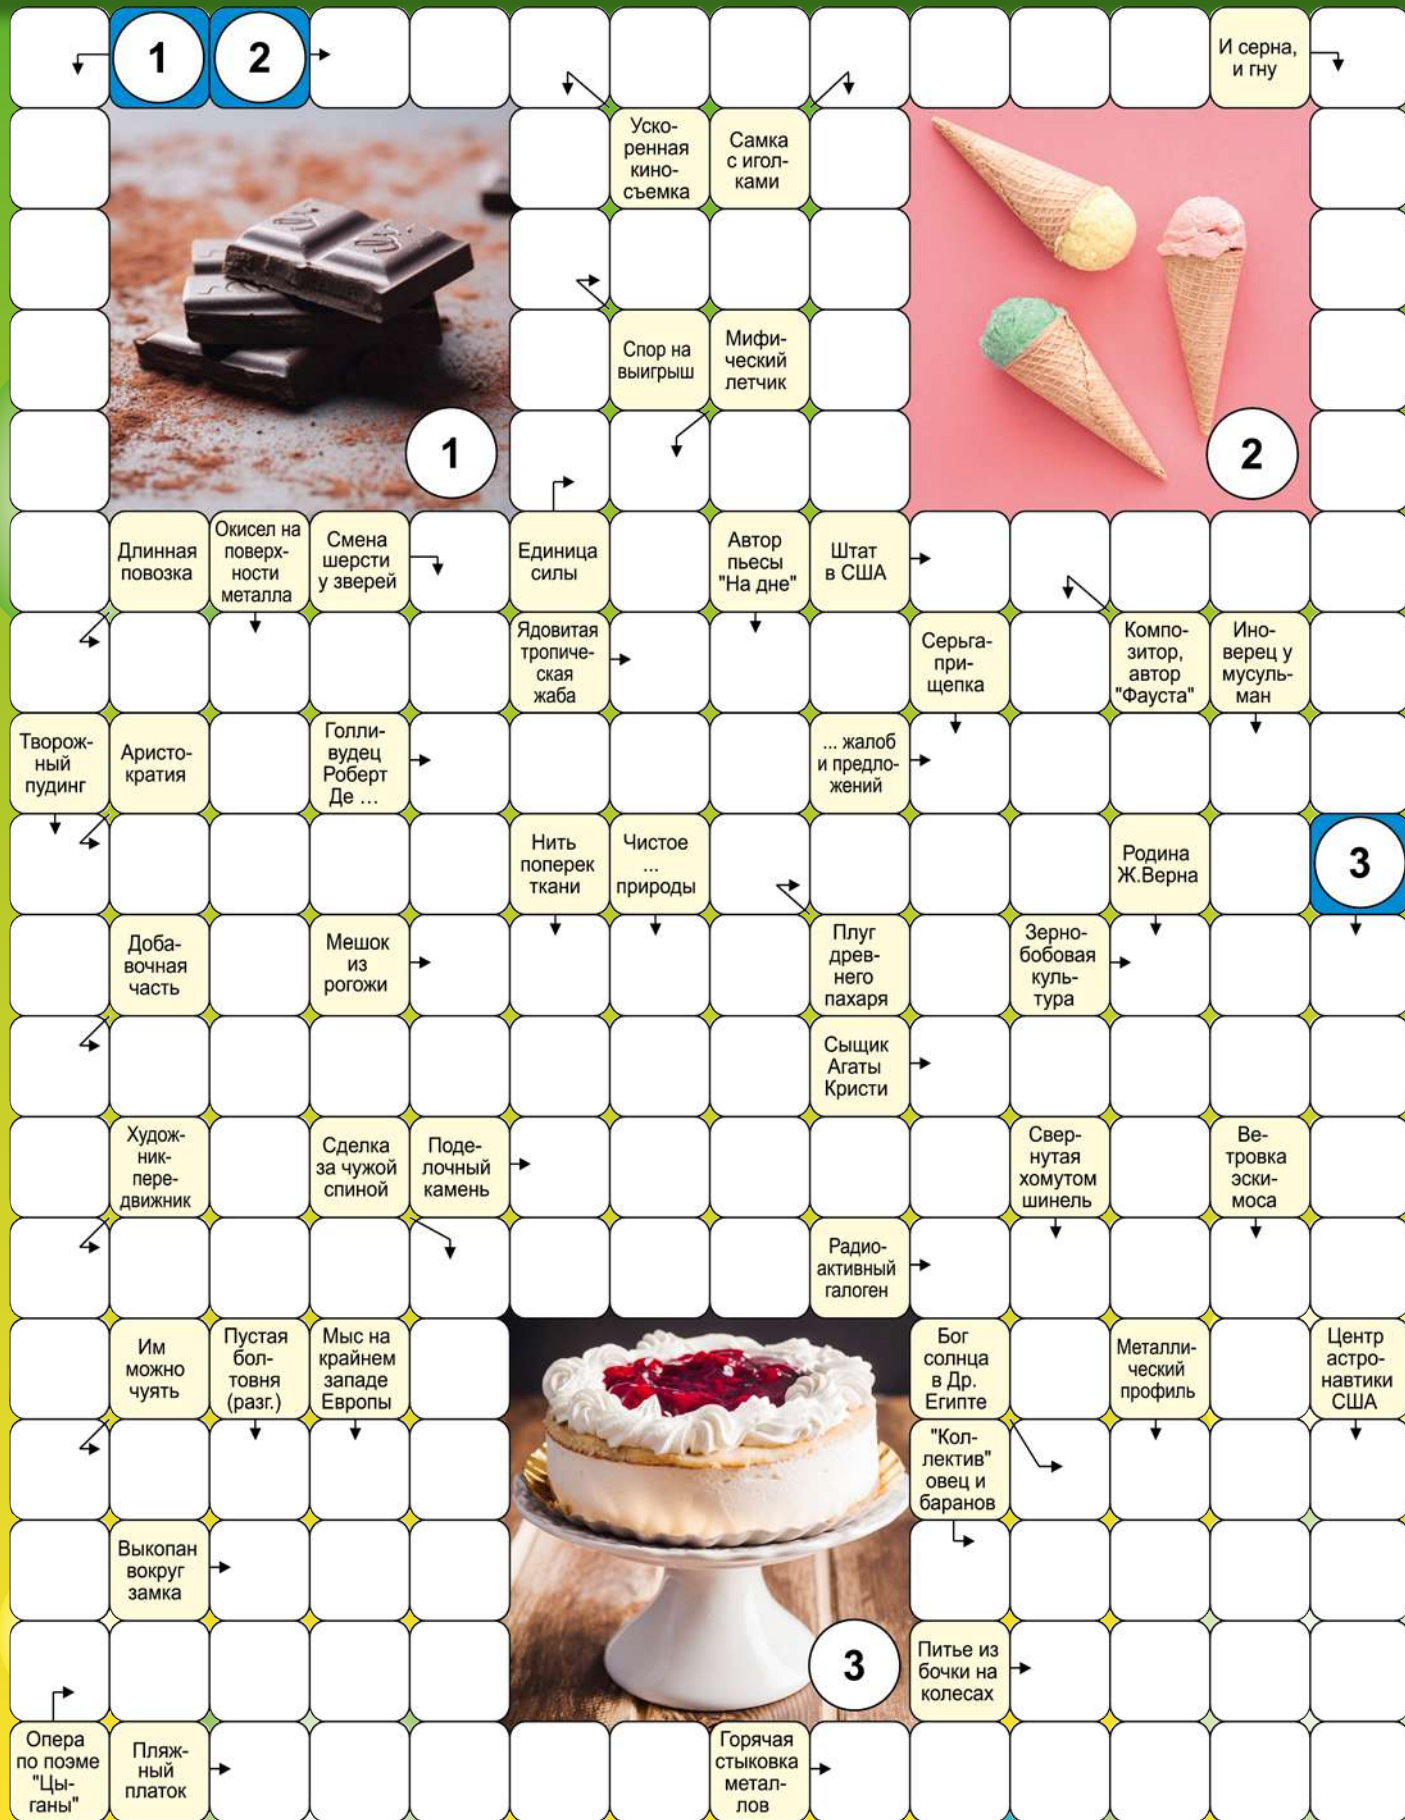 1
2
И серна,
и гну
Уско-
ренная
кино-
съемка
Самка
с игол-
ками
Спор на
выигрыш
Мифи-
ческий
летчик
1
2
Длинная
повозка
Окисел на
поверх-
ности
металла
Смена
шерсти
у зверей
Единица
силы
Автор
пьесы
"На дне"
Штат
в США
Ядовитая
тропиче-
ская
жаба
Серьга-
при-
щепка
Компо-
зитор,
автор
"Фауста"
Ино-
верец у
мусуль-
ман
Творож-
ный
пудинг
Аристо-
кратия
Голли-
вудец
Роберт
Де ...
... жалоб
и предло-
жений
Нить
поперек
ткани
Чистое
...
природы
Родина
Ж.Верна
3
Доба-
вочная
часть
Мешок
из
рогожи
Плуг
древ-
него
пахаря
Зерно-
бобовая
куль-
тура
Сыщик
Агаты
Кристи
Худож-
ник-
пере-
движник
Сделка
за чужой
спиной
Поде-
лочный
камень
Свер-
нутая
хомутом
шинель
Ве-
тровка
эски-
моса
Радио-
активный
галоген
Им
можно
чуять
Пустая
бол-
товня
(разг.)
Мыс на
крайнем
западе
Европы
Бог
солнца
в Др.
Египте
Металли-
ческий
профиль
Центр
астро-
навтики
США
"Кол-
лектив"
овец и
баранов
Выкопан
вокруг
замка
3
Питье из
бочки на
колесах
Опера
по поэме
"Цы-
ганы"
Пляж-
ный
платок
Горячая
стыковка
метал-
лов